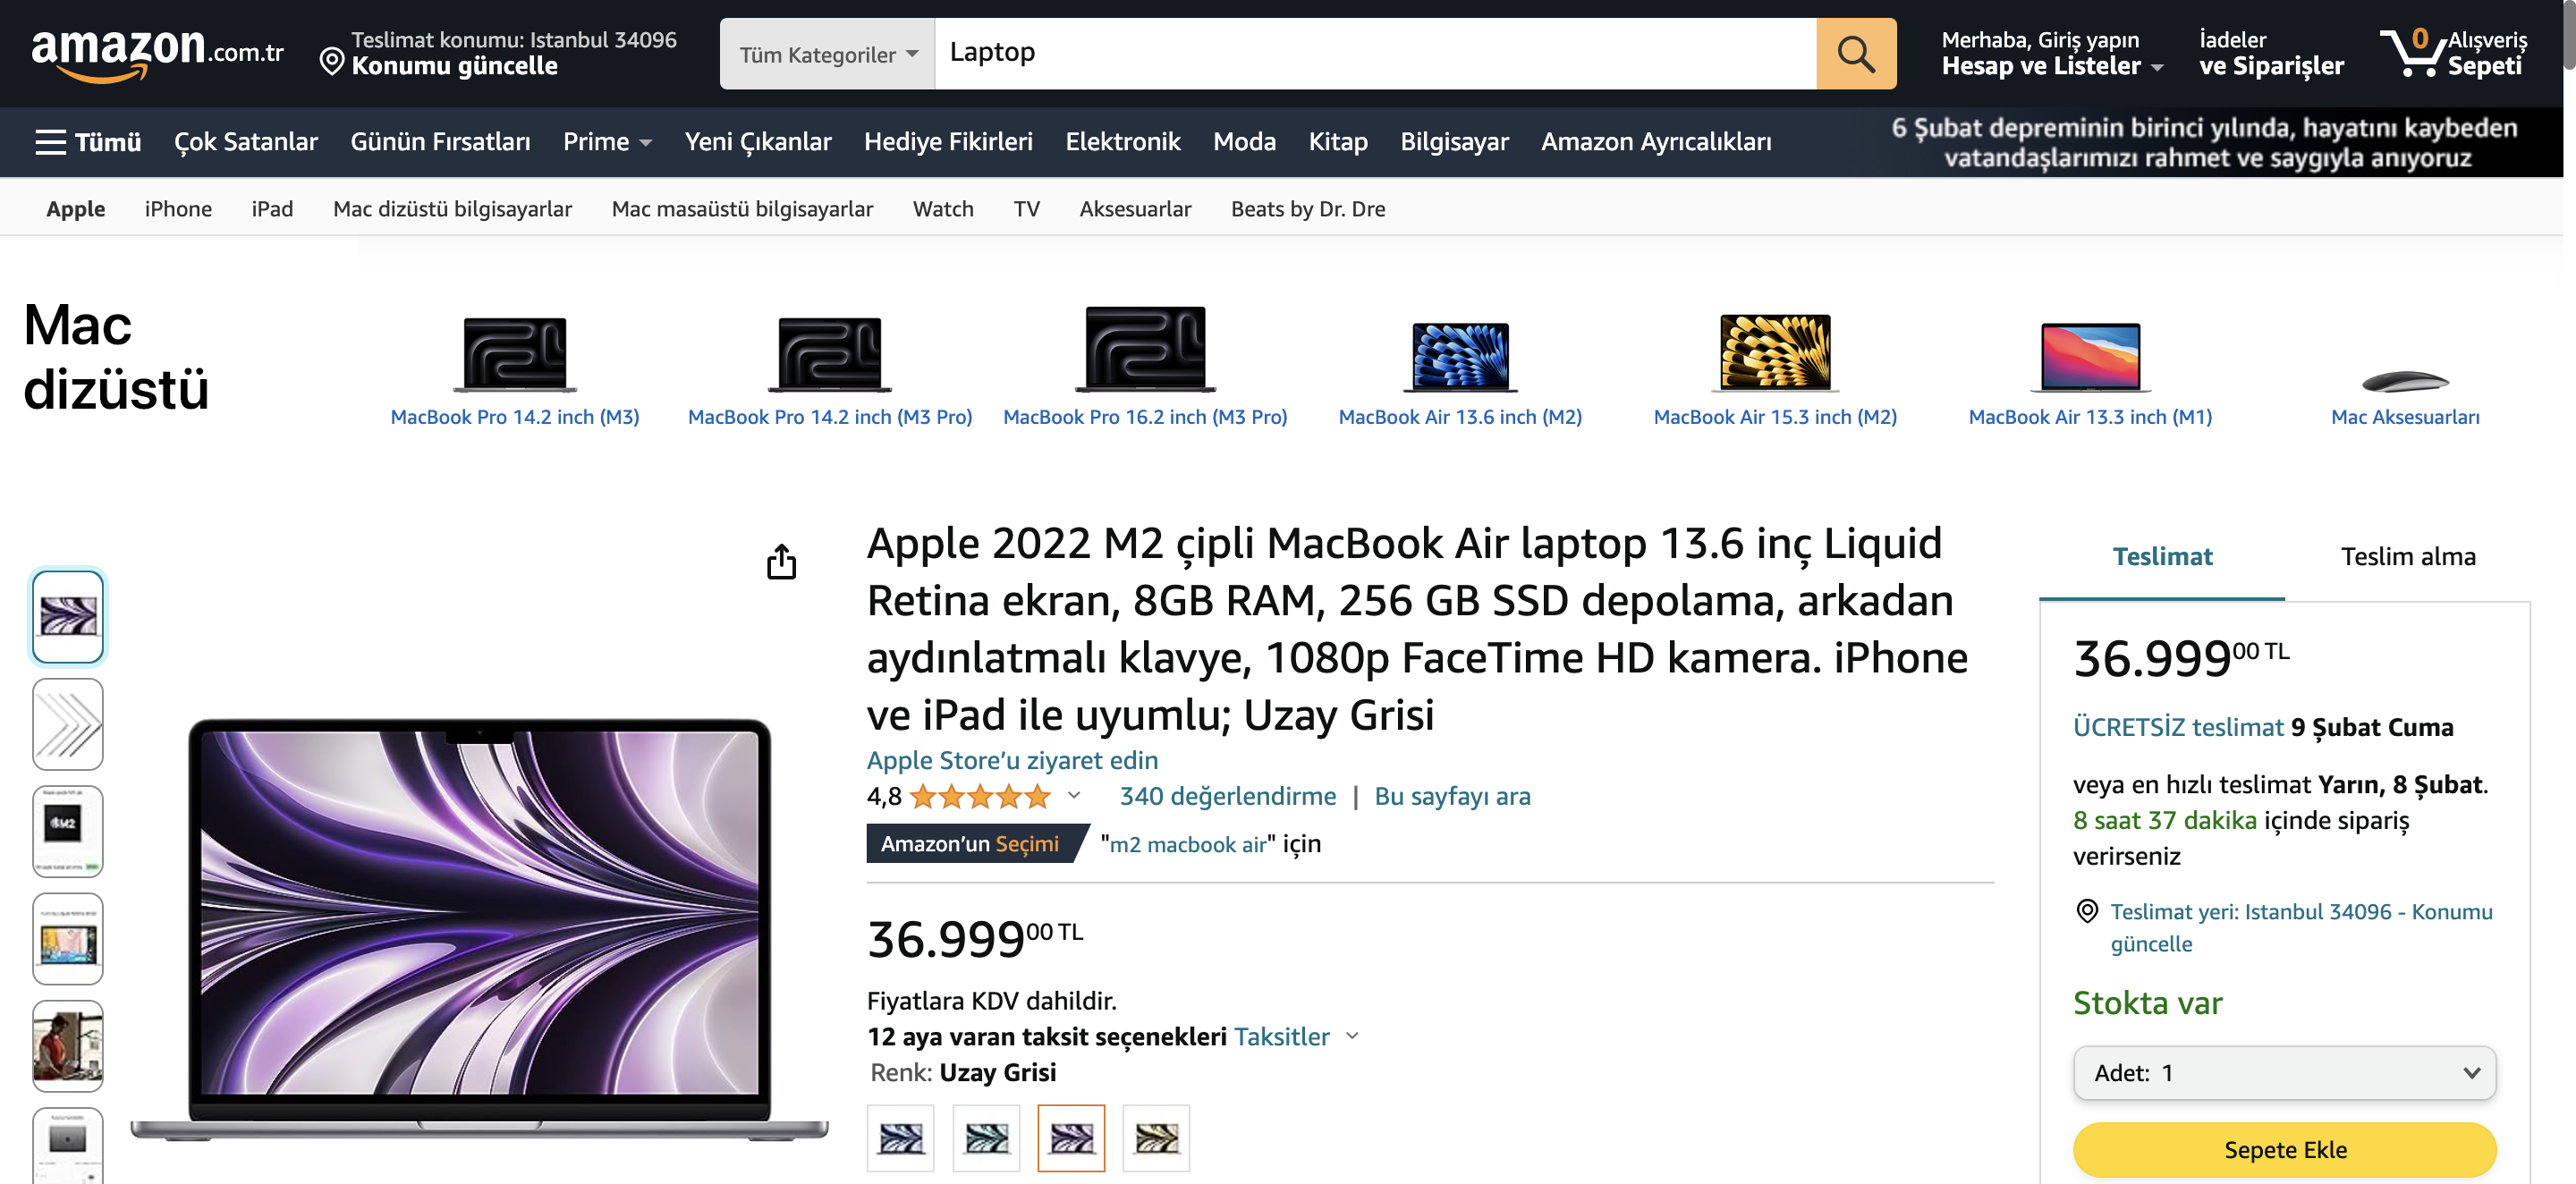 amazon.com.tr
Teslimat konumu: Istanbul 34096
Konumu güncelle
Tüm Kategoriler
Laptop
Merhaba, Giriş yapın
Hesap ve Listeler
İadeler
ve Siparişler
0
Alışveriş
Sepeti
Tümü
Çok Satanlar
Günün Fırsatları
Prime
Yeni Çıkanlar
Hediye Fikirleri
Elektronik
Moda
Kitap
Bilgisayar
Amazon Ayrıcalıkları
6 Şubat depreminin birinci yılında, hayatını kaybeden
vatandaşlarımızı rahmet ve saygıyla anıyoruz
Apple
iPhone
iPad
Mac dizüstü bilgisayarlar
Mac masaüstü bilgisayarlar
Watch
TV
Aksesuarlar
Beats by Dr. Dre
Mac
dizüstü
MacBook Pro 14.2 inch (M3)
MacBook Pro 14.2 inch (M3 Pro)
MacBook Pro 16.2 inch (M3 Pro)
MacBook Air 13.6 inch (M2)
MacBook Air 15.3 inch (M2)
MacBook Air 13.3 inch (M1)
Mac Aksesuarları
M2
Apple 2022 M2 çipli MacBook Air laptop 13.6 inç Liquid
Retina ekran, 8GB RAM, 256 GB SSD depolama, arkadan
aydınlatmalı klavye, 1080p FaceTime HD kamera. iPhone
ve iPad ile uyumlu; Uzay Grisi
Apple Store'u ziyaret edin
4,8
340 değerlendirme | Bu sayfayı ara
Amazon'un Seçimi "m2 macbook air" için
36.99900 TL
Fiyatlara KDV dahildir.
12 aya varan taksit seçenekleri Taksitler
Renk: Uzay Grisi
Teslimat
Teslim alma
36.99900 TL
ÜCRETSİZ teslimat 9 Şubat Cuma
veya en hızlı teslimat Yarın, 8 Şubat.
8 saat 37 dakika içinde sipariş
verirseniz
Teslimat yeri: Istanbul 34096 - Konumu
güncelle
Stokta var
Adet: 1
Sepete Ekle